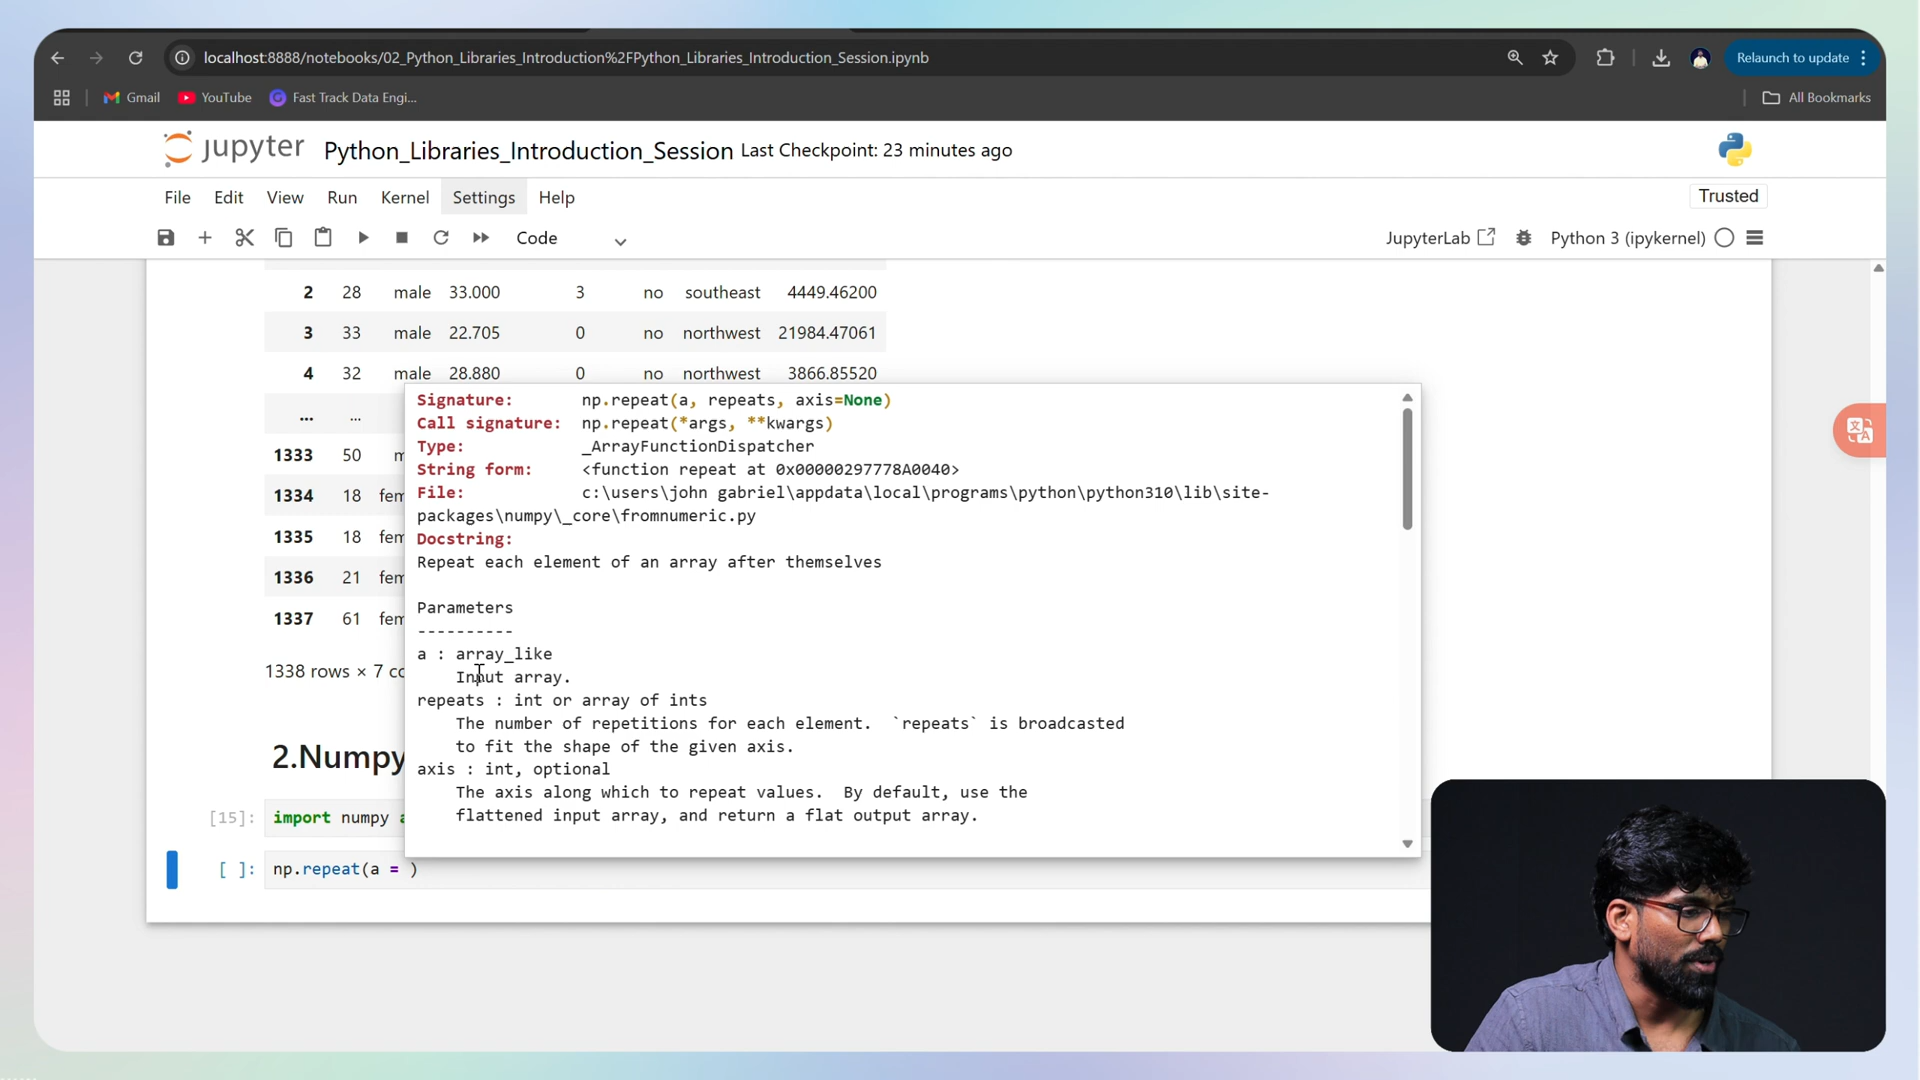 localhost:8888/notebooks/02_Python_Libraries_Introduction%2FPython_Libraries_Introduction_Session.ipynb
Relaunch to update
Gmail
YouTube
Fast Track Data Engi...
All Bookmarks
jupyter
Python_Libraries_Introduction_Session Last Checkpoint: 23 minutes ago
File Edit View Run Kernel Settings Help
Trusted
Code
JupyterLab
Python 3 (ipykernel)
2 28 male 33.000 3 no southeast 4449.46200
3 33 male 22.705 0 no northwest 21984.47061
4 32 male 28.880 0 no northwest 3866.85520
... ...
1333 50 m
1334 18 fem
1335 18 fem
1336 21 fem
1337 61 fem
1338 rows × 7 co
Signature: np.repeat(a, repeats, axis=None)
Call signature: np.repeat(*args, **kwargs)
Type: _ArrayFunctionDispatcher
String form: <function repeat at 0x00000297778A0040>
File: c:\users\john gabriel\appdata\local\programs\python\python310\lib\site-
packages\numpy\_core\fromnumeric.py
Docstring:
Repeat each element of an array after themselves
Parameters
----------
a : array_like
Input array.
repeats : int or array of ints
The number of repetitions for each element. `repeats` is broadcasted
to fit the shape of the given axis.
axis : int, optional
The axis along which to repeat values. By default, use the
flattened input array, and return a flat output array.
2.Numpy
[15]: import numpy a
[ ]: np.repeat(a = )